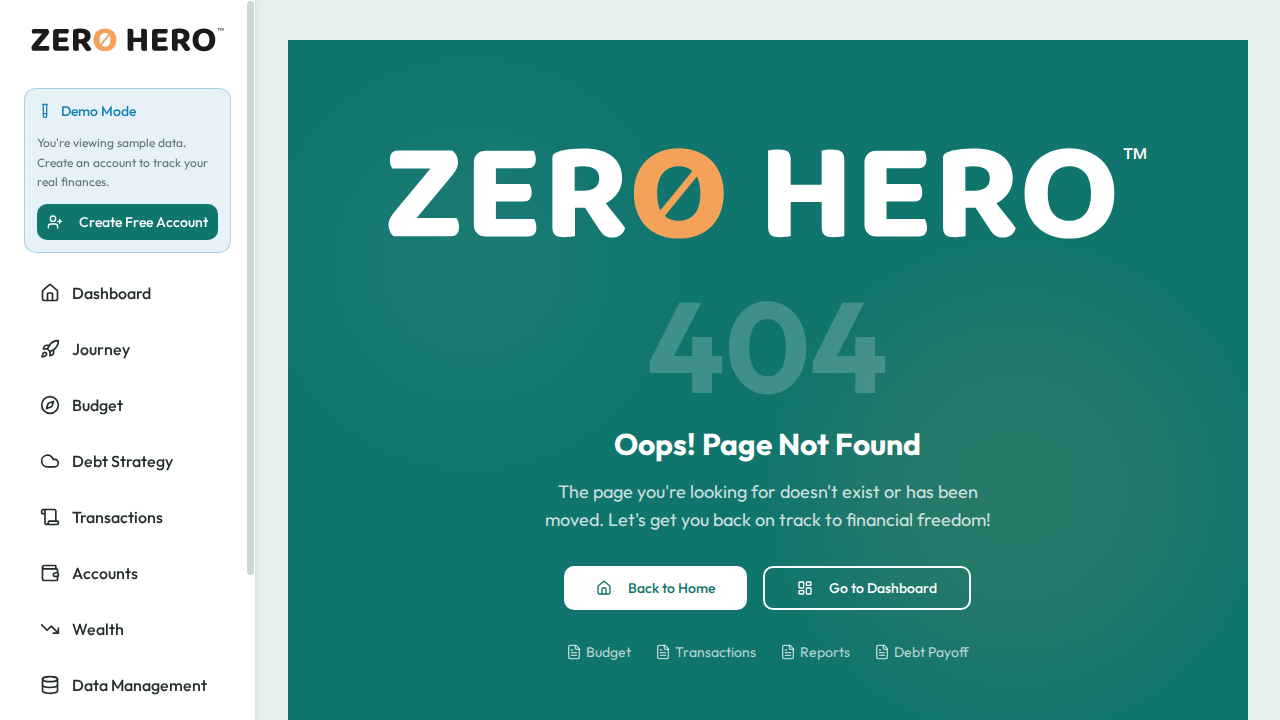 ZERO HERO™
Demo Mode
You're viewing sample data.
Create an account to track your
real finances.
Create Free Account
Dashboard
Journey
Budget
Debt Strategy
Transactions
Accounts
Wealth
Data Management
ZERO HERO™
404
Oops! Page Not Found
The page you're looking for doesn't exist or has been
moved. Let's get you back on track to financial freedom!
Back to Home
Go to Dashboard
Budget
Transactions
Reports
Debt Payoff